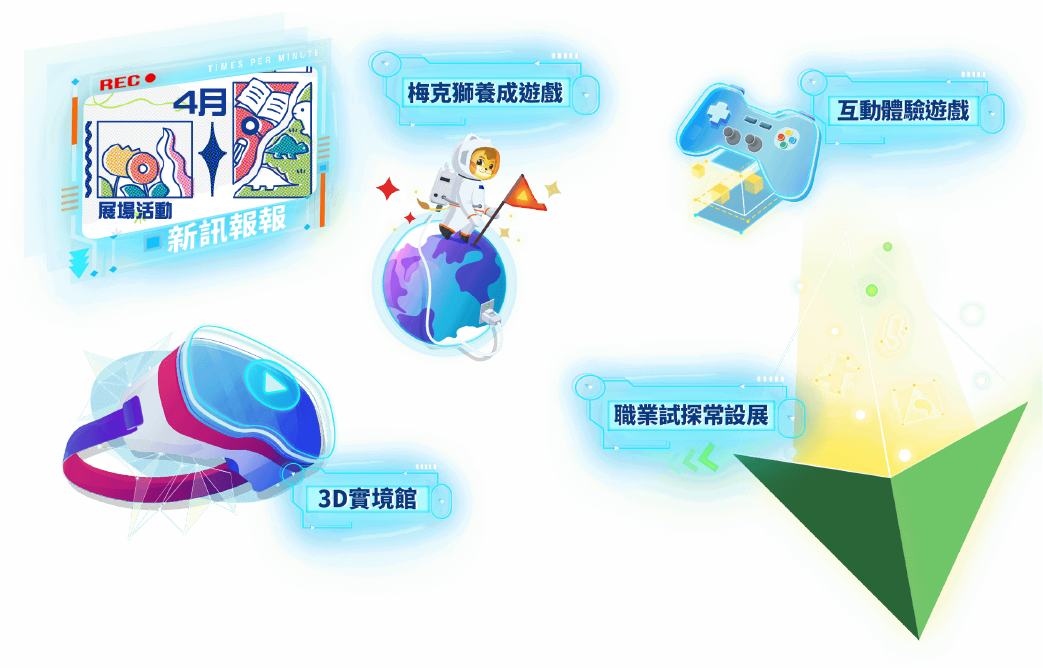 REC
TIMES PER MINUTE
4月
展場活動
新訊報報
梅克獅養成遊戲
互動體驗遊戲
職業試探常設展
3D實境館